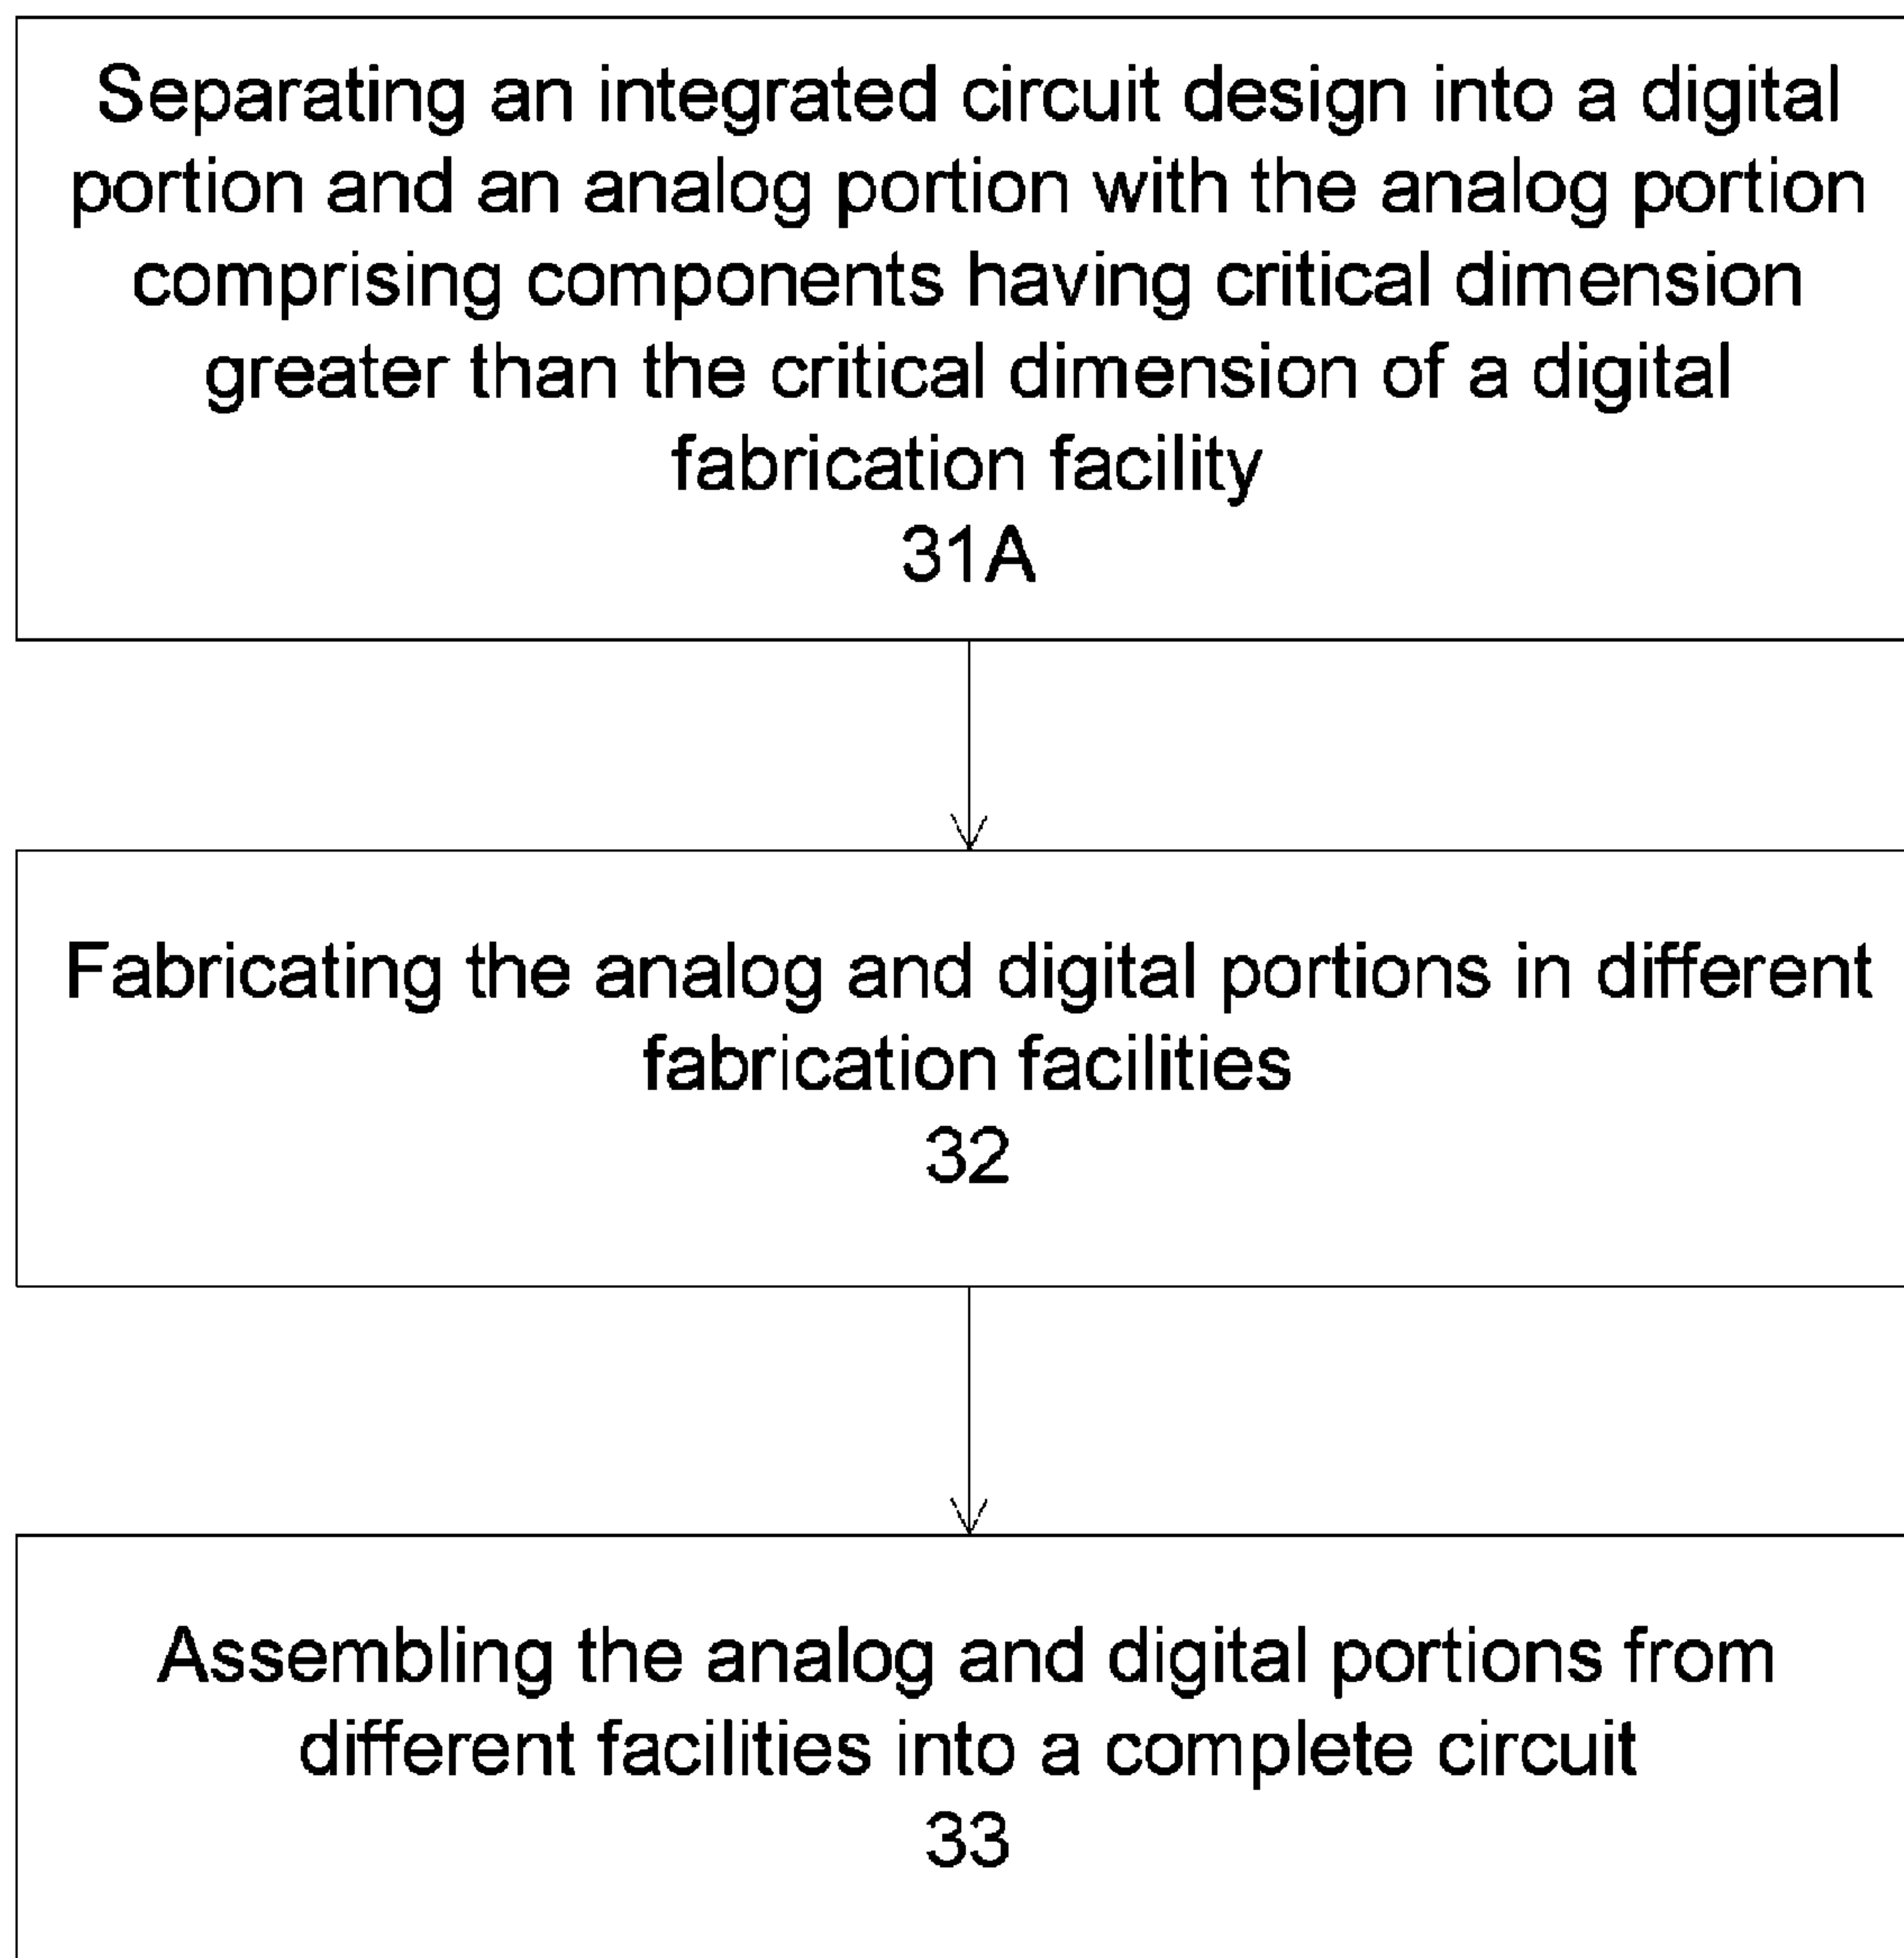 Separating an integrated circuit design into a digital
portion and an analog portion with the analog portion
comprising components having critical dimension
greater than the critical dimension of a digital
fabrication facility
31A
Fabricating the analog and digital portions in different
fabrication facilities
32
Assembling the analog and digital portions from
different facilities into a complete circuit
33